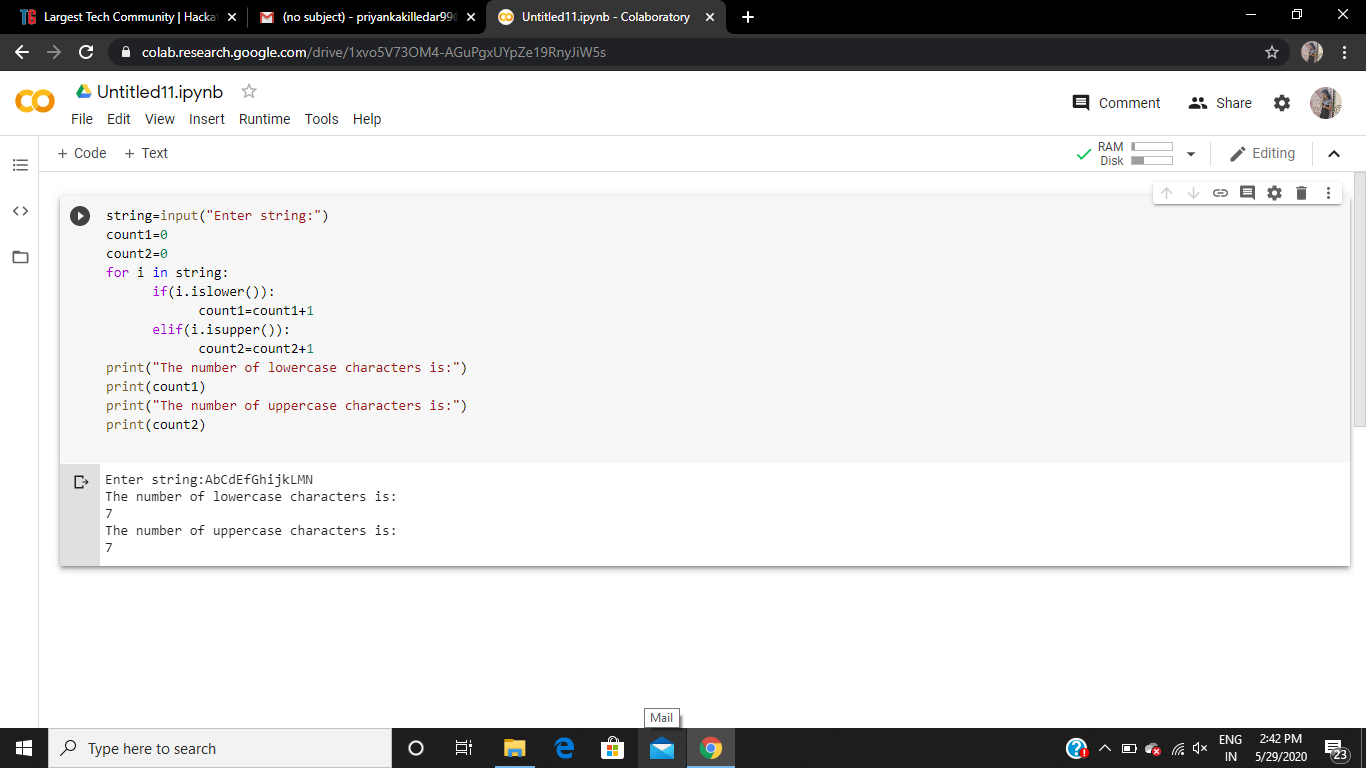 Largest Tech Community | Hacka
(no subject) - priyankakilledar99
Untitled11.ipynb - Colaboratory
colab.research.google.com/drive/1xvo5V73OM4-AGuPgxUYpZe19RnyJiW5s
Untitled11.ipynb
Comment
Share
File Edit View Insert Runtime Tools Help
+ Code + Text
RAM
Disk
Editing
string=input("Enter string:")
count1=0
count2=0
for i in string:
      if(i.islower()):
            count1=count1+1
      elif(i.isupper()):
            count2=count2+1
print("The number of lowercase characters is:")
print(count1)
print("The number of uppercase characters is:")
print(count2)
Enter string:AbCdEfGhijkLMN
The number of lowercase characters is:
7
The number of uppercase characters is:
7
Mail
Type here to search
ENG
IN
2:42 PM
5/29/2020
23